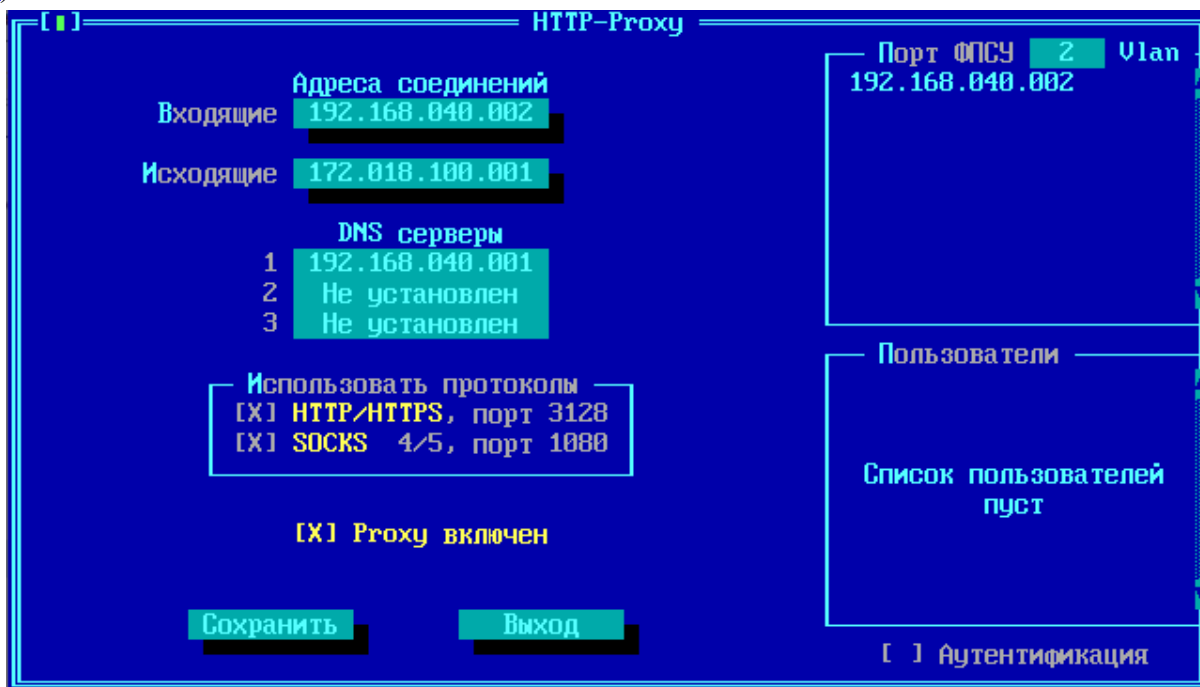 [▮] HTTP-Proxy
Адреса соединений
Входящие 192.168.040.002
Исходящие 172.018.100.001
DNS серверы
1 192.168.040.001
2 Не установлен
3 Не установлен
Использовать протоколы
[X] HTTP/HTTPS, порт 3128
[X] SOCKS 4/5, порт 1080
[X] Proxy включен
Сохранить Выход
Порт ФПСУ 2 Vlan
192.168.040.002
Пользователи
Список пользователей
пуст
[ ] Аутентификация